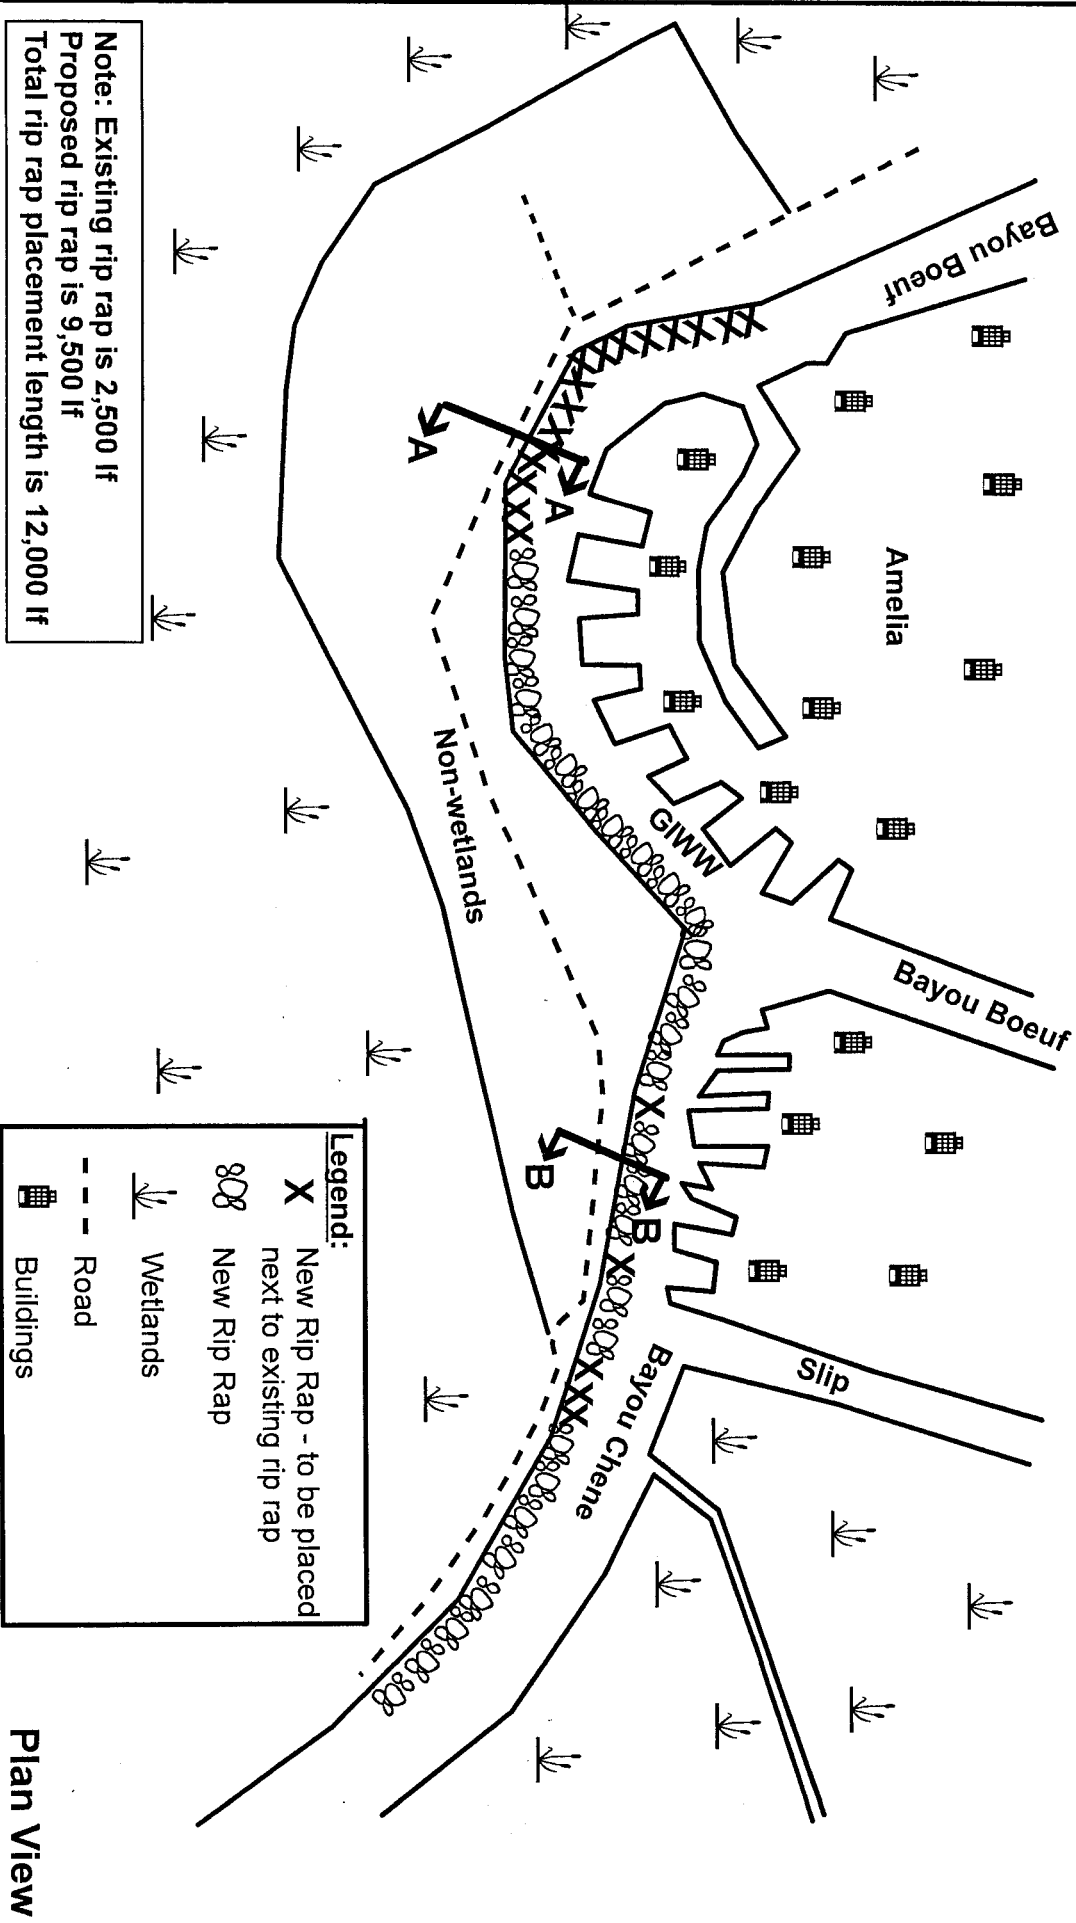 Bayou Boeuf
Amelia
Bayou Boeuf
Slip
GIWW
Bayou Chene
A
A
B
B
Non-wetlands
Note: Existing rip rap is 2,500 lf
Proposed rip rap is 9,500 lf
Total rip rap placement length is 12,000 lf
Legend:
X New Rip Rap - to be placed
next to existing rip rap
New Rip Rap
Wetlands
Road
Buildings
Plan View